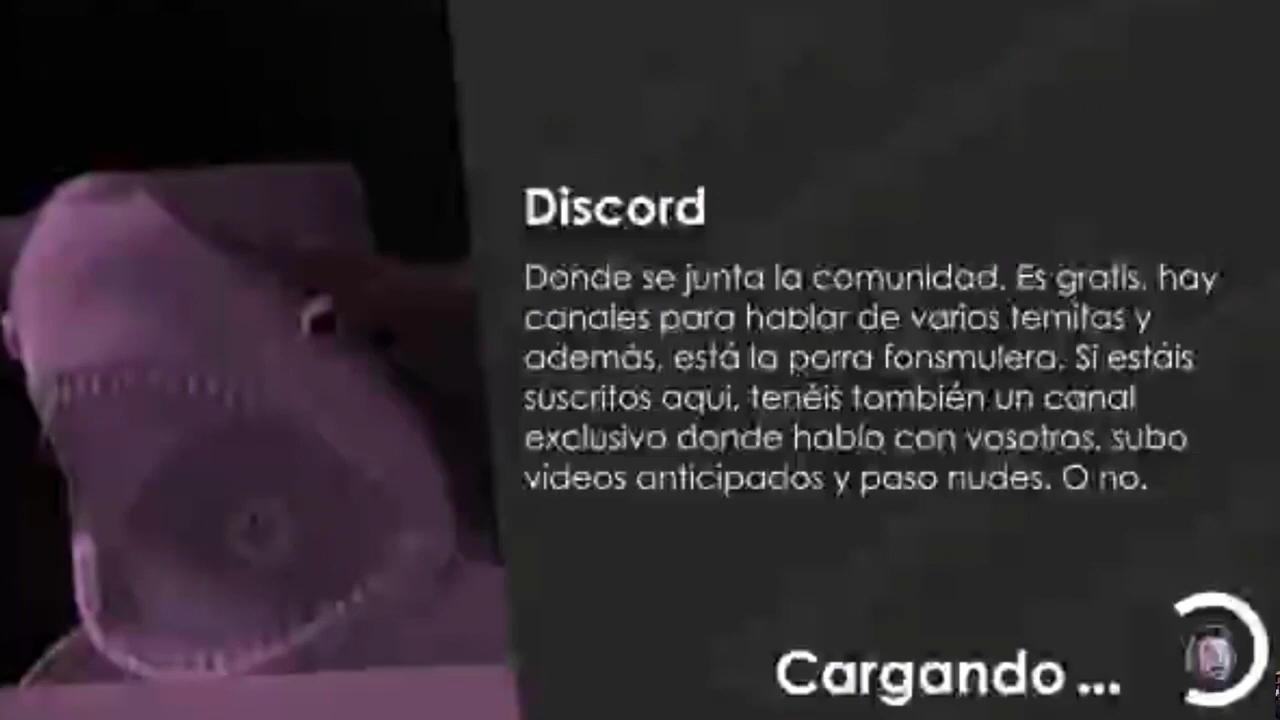 Discord
Donde se junta la comunidad. Es gratis, hay
canales para hablar de varios temitas y
además, está la porra fonsmulera. Si estáis
suscritos aquí, tenéis también un canal
exclusivo donde hablo con vosotros, subo
videos anticipados y paso nudes. O no.
Cargando ...